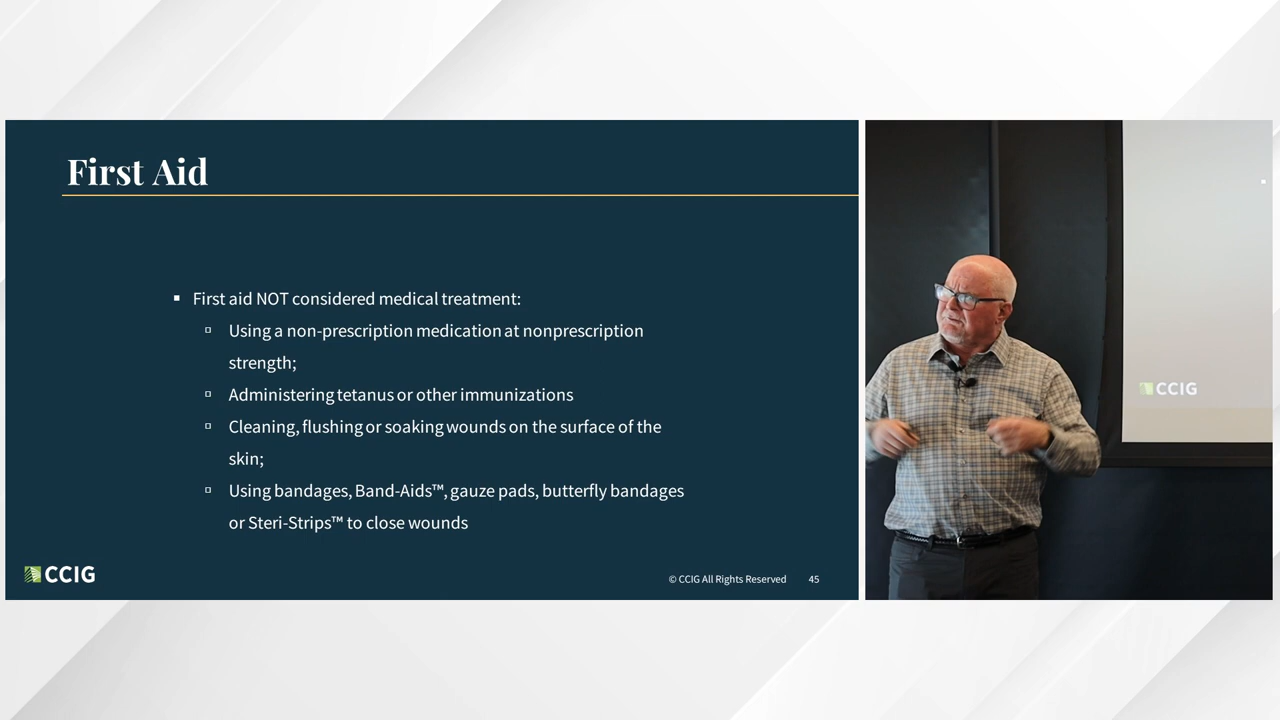 First Aid
▪ First aid NOT considered medical treatment:
▫ Using a non-prescription medication at nonprescription
strength;
▫ Administering tetanus or other immunizations
▫ Cleaning, flushing or soaking wounds on the surface of the
skin;
▫ Using bandages, Band-Aids™, gauze pads, butterfly bandages
or Steri-Strips™ to close wounds
CCIG
© CCIG All Rights Reserved 45
CCIG